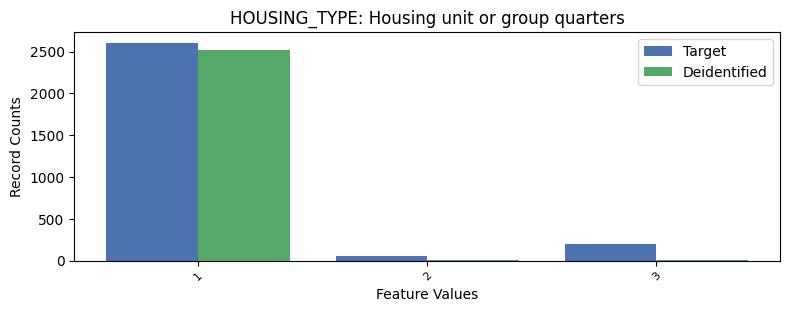 HOUSING_TYPE: Housing unit or group quarters
Target
Deidentified
Record Counts
2500
2000
1500
1000
500
0
1
2
3
Feature Values